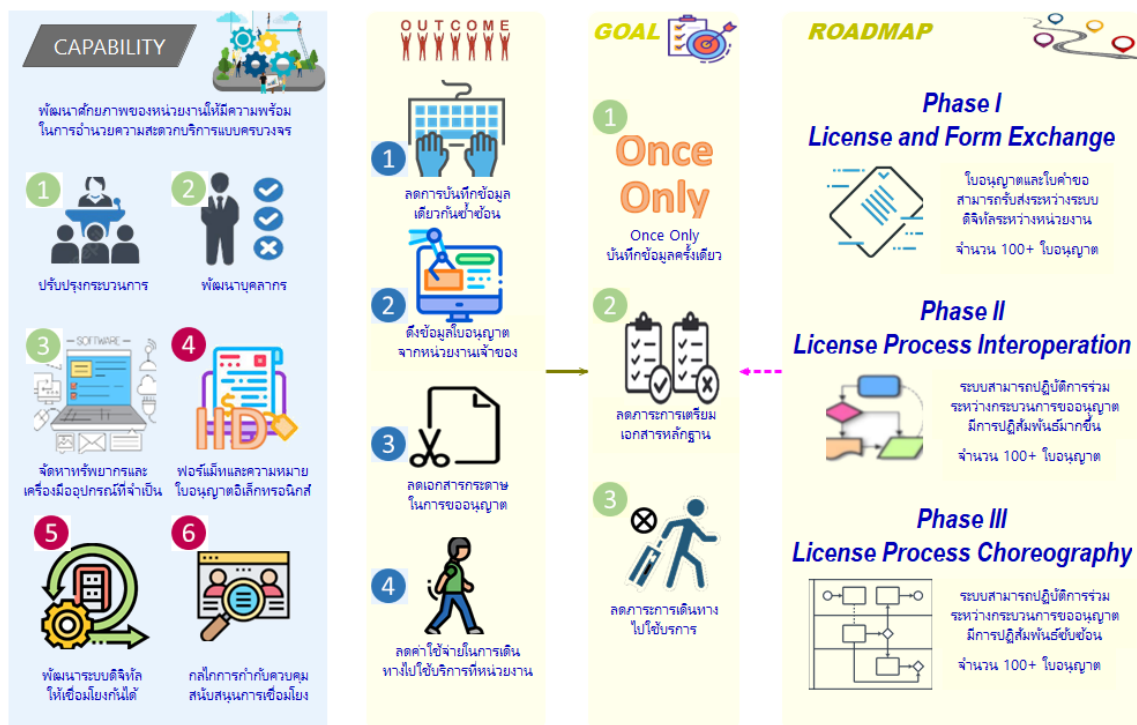 CAPABILITY
พัฒนาศักยภาพของหน่วยงานให้มีความพร้อม
ในการอำนวยความสะดวกบริการแบบครบวงจร
1
ปรับปรุงกระบวนการ
2
พัฒนาบุคลากร
3
SOFTWARE
จัดหาทรัพยากรและ
เครื่องมืออุปกรณ์ที่จำเป็น
4
IID
ฟอร์แม็ทและความหมาย
ใบอนุญาตอิเล็กทรอนิกส์
5
พัฒนาระบบดิจิทัล
ให้เชื่อมโยงกันได้
6
กลไกการกำกับควบคุม
สนับสนุนการเชื่อมโยง
OUTCOME
1
ลดการบันทึกข้อมูล
เดียวกันซ้ำซ้อน
2
ดึงข้อมูลใบอนุญาต
จากหน่วยงานเจ้าของ
3
ลดเอกสารกระดาษ
ในการขออนุญาต
4
ลดค่าใช้จ่ายในการเดิน
ทางไปใช้บริการที่หน่วยงาน
GOAL
1
Once
Only
Once Only
บันทึกข้อมูลครั้งเดียว
2
ลดภาระการเตรียม
เอกสารหลักฐาน
3
ลดภาระการเดินทาง
ไปใช้บรการ
ROADMAP
Phase I
License and Form Exchange
ใบอนุญาตและใบคำขอ
สามารถรับส่งระหว่างระบบ
ดิจิทัลระหว่างหน่วยงาน
จำนวน 100+ ใบอนุญาต
Phase II
License Process Interoperation
ระบบสามารถปฏิบัติการร่วม
ระหว่างกระบวนการขออนุญาต
มีการปฏิสัมพันธ์มากขึ้น
จำนวน 100+ ใบอนุญาต
Phase III
License Process Choreography
ระบบสามารถปฏิบัติการร่วม
ระหว่างกระบวนการขออนุญาต
มีการปฏิสัมพันธ์ซับซ้อน
จำนวน 100+ ใบอนุญาต